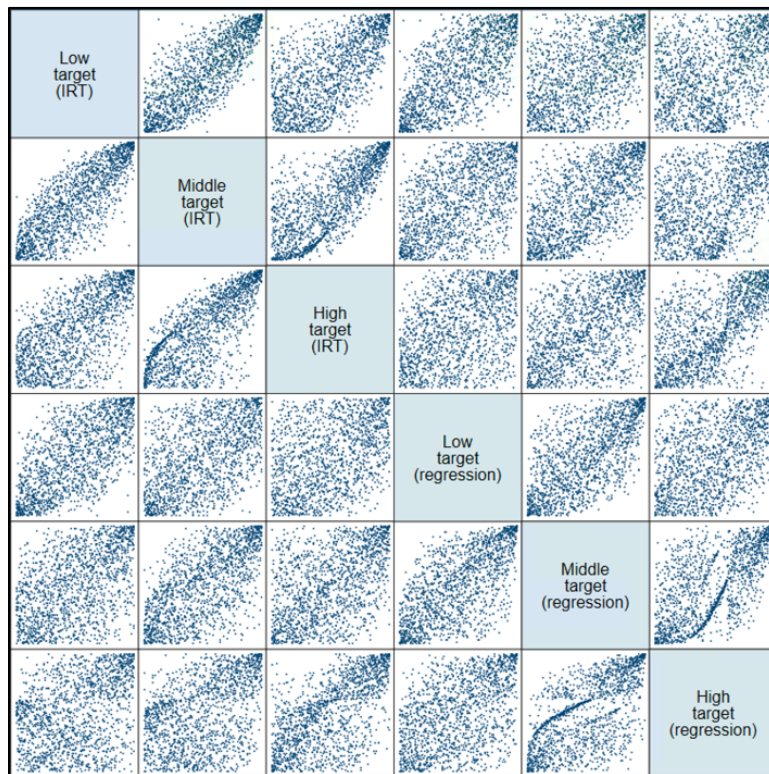 Low
target
(IRT)
Middle
target
(IRT)
High
target
(IRT)
Low
target
(regression)
Middle
target
(regression)
High
target
(regression)